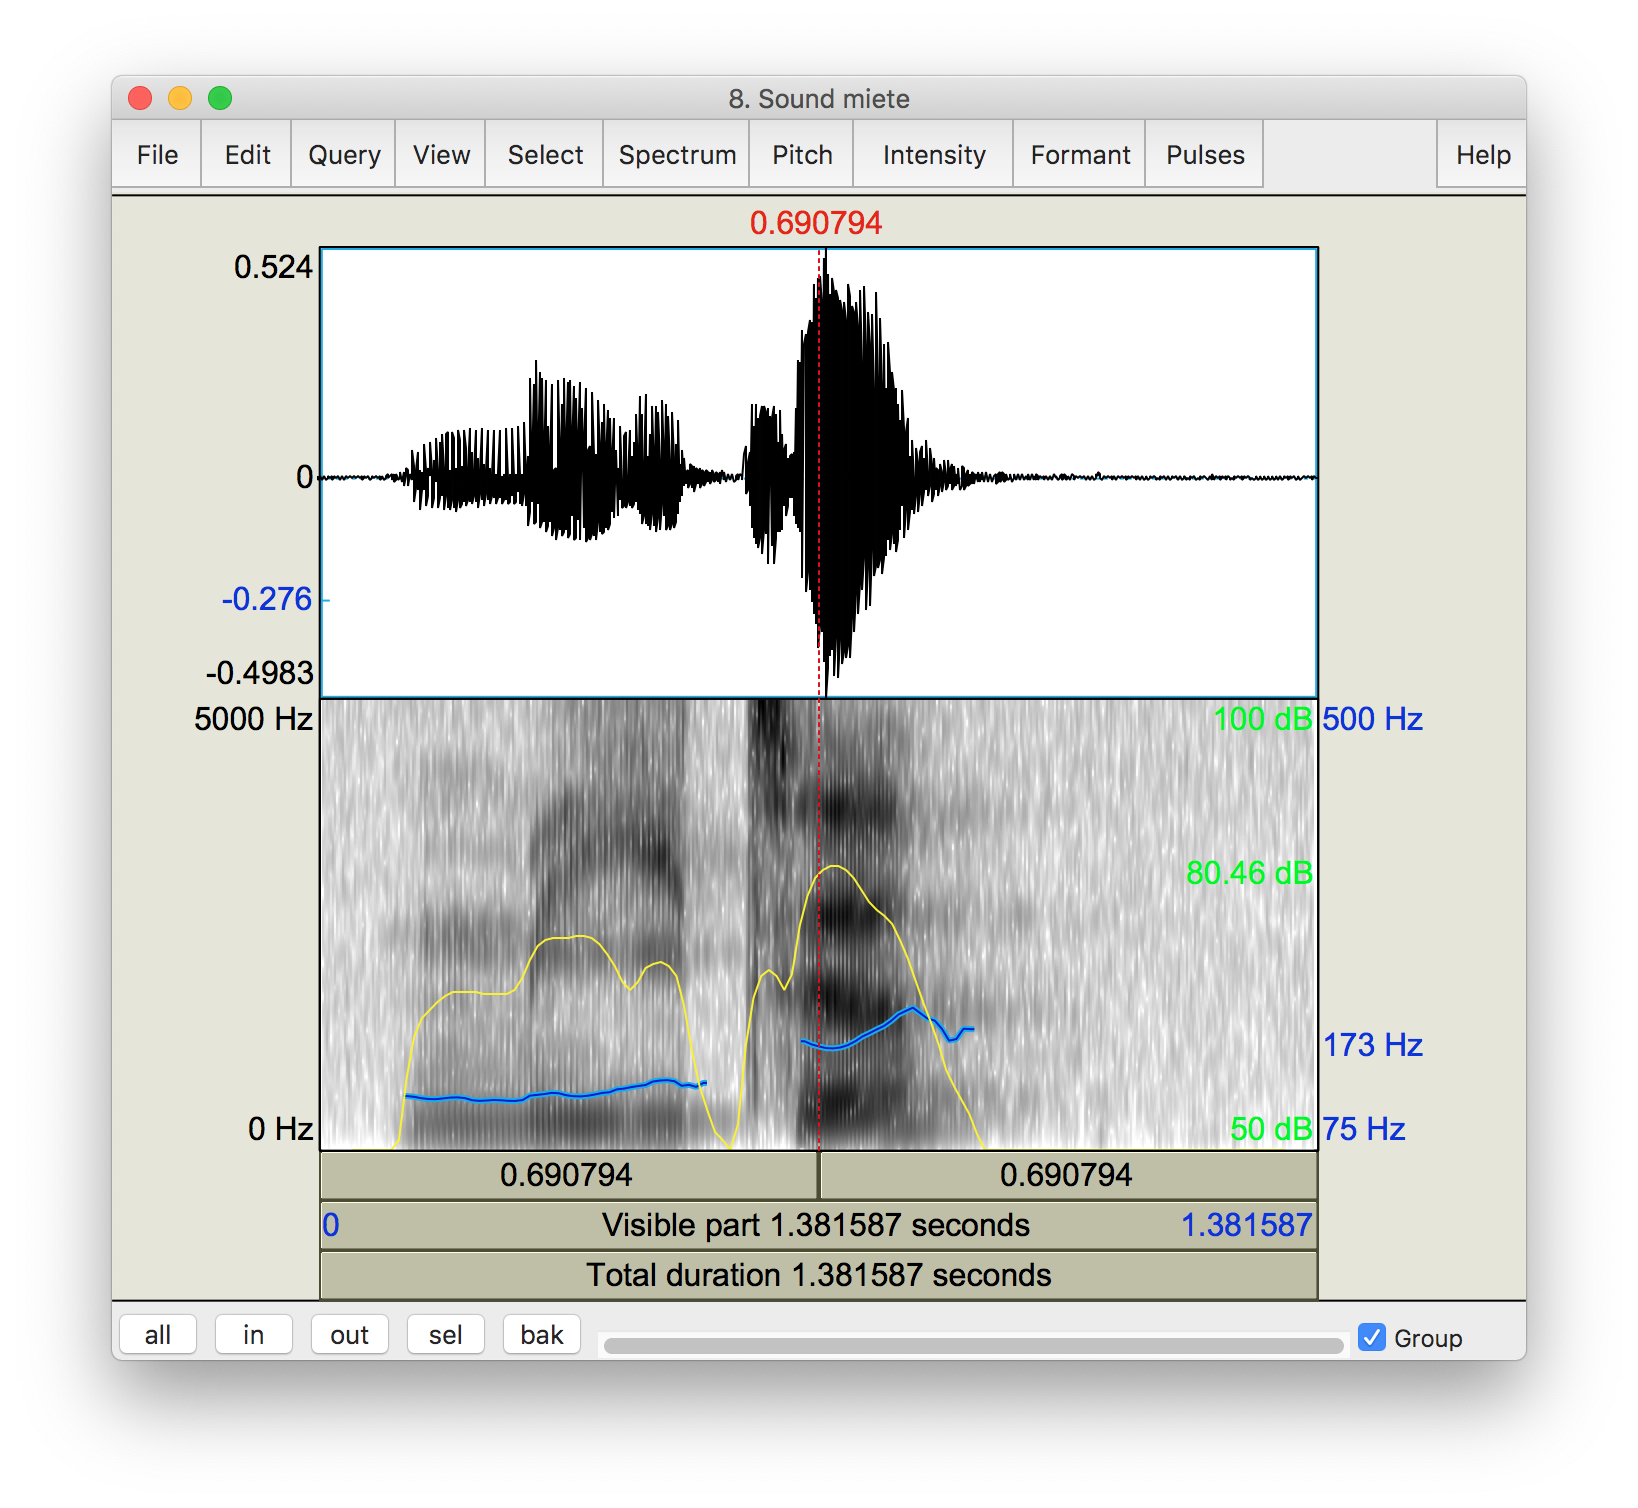 8. Sound miete
File Edit Query View Select Spectrum Pitch Intensity Formant Pulses Help
0.690794
0.524
0
-0.276
-0.4983
5000 Hz 100 dB 500 Hz
80.46 dB
173 Hz
0 Hz 50 dB 75 Hz
0.690794 0.690794
0 Visible part 1.381587 seconds 1.381587
Total duration 1.381587 seconds
all in out sel bak Group